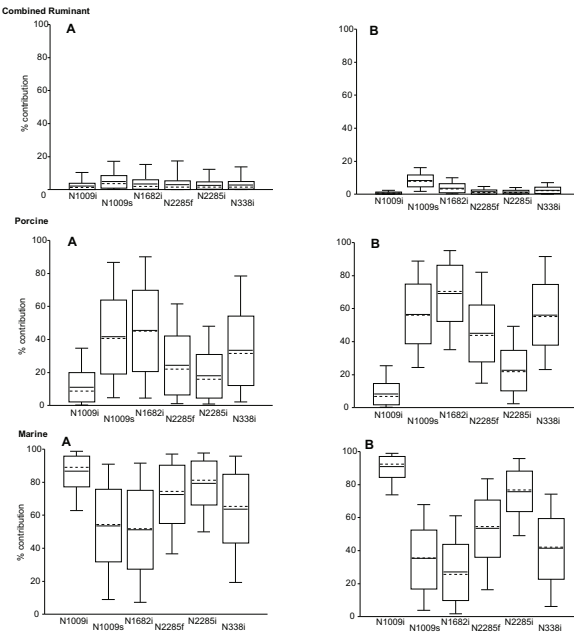 Combined Ruminant
A
B
100
80
60
40
20
0
% contribution
N1009i
N1009s
N1682i
N2285f
N2285i
N338i
100
80
60
40
20
0
N1009i
N1009s
N1682i
N2285f
N2285i
N338i
Porcine
A
B
100
80
60
40
20
0
% contribution
N1009i
N1009s
N1682i
N2285f
N2285i
N338i
100
80
60
40
20
0
N1009i
N1009s
N1682i
N2285f
N2285i
N338i
Marine
A
B
100
80
60
40
20
0
% contribution
N1009i
N1009s
N1682i
N2285f
N2285i
N338i
100
80
60
40
20
0
N1009i
N1009s
N1682i
N2285f
N2285i
N338i